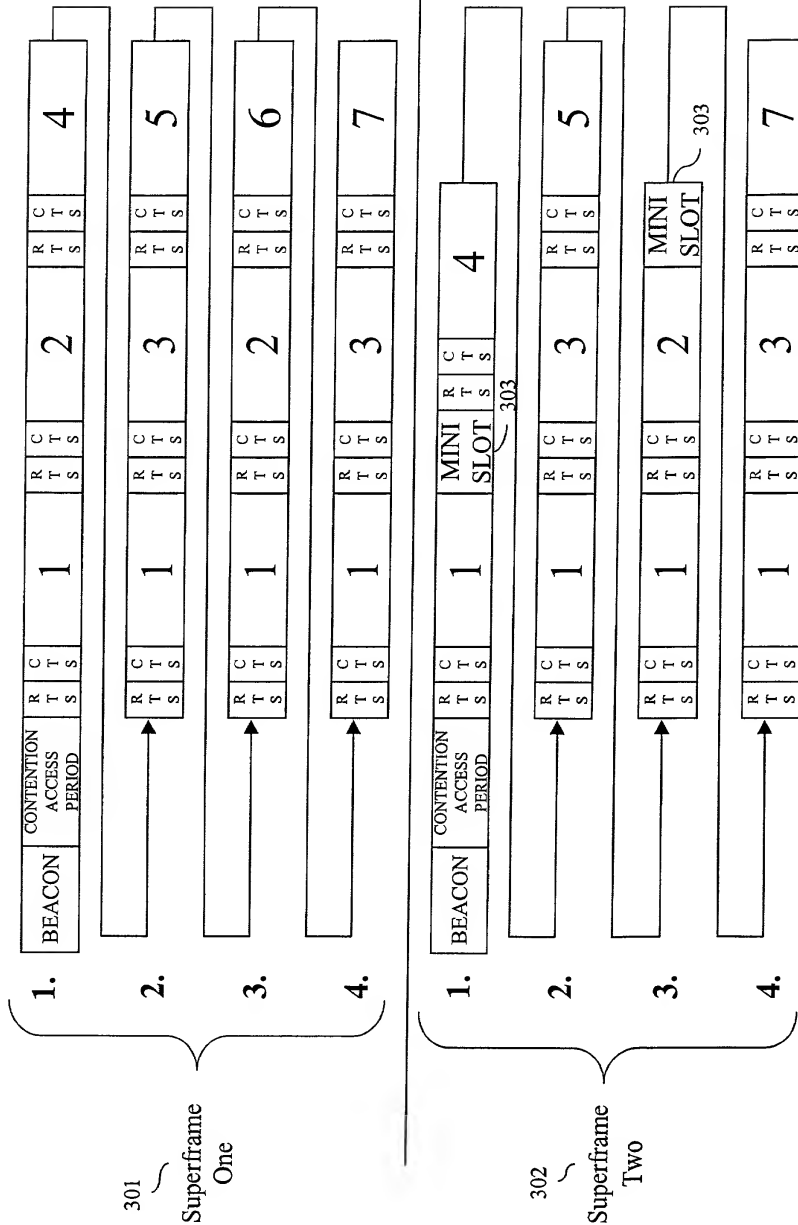 301
Superframe
One
1.
BEACON
CONTENTION
ACCESS
PERIOD
RTS CTS 1 RTS CTS 2 RTS CTS 4
2.
RTS CTS 1 RTS CTS 3 RTS CTS 5
3.
RTS CTS 1 RTS CTS 2 RTS CTS 6
4.
RTS CTS 1 RTS CTS 3 RTS CTS 7
302
Superframe
Two
1.
BEACON
CONTENTION
ACCESS
PERIOD
RTS CTS 1
MINI
SLOT
303
RTS CTS 4
2.
RTS CTS 1 RTS CTS 3 RTS CTS 5
3.
RTS CTS 1 RTS CTS 2
MINI
SLOT
303
4.
RTS CTS 1 RTS CTS 3 RTS CTS 7